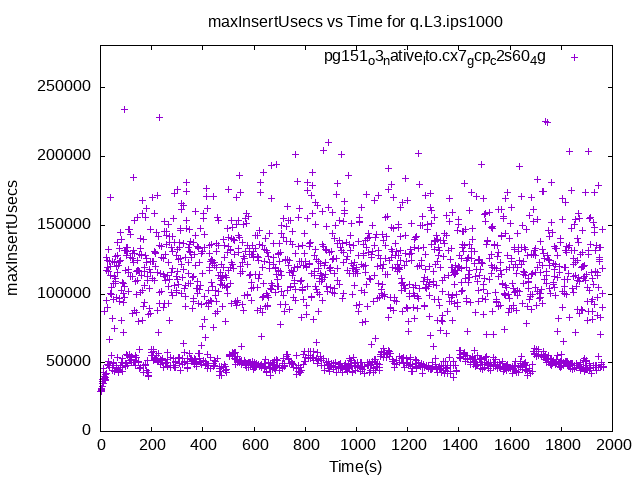 maxInsertUsecs vs Time for q.L3.ips1000
pg151o3native.lto.cx7gcpc2s604g
maxInsertUsecs
250000
200000
150000
100000
50000
0
0 200 400 600 800 1000 1200 1400 1600 1800 2000
Time(s)